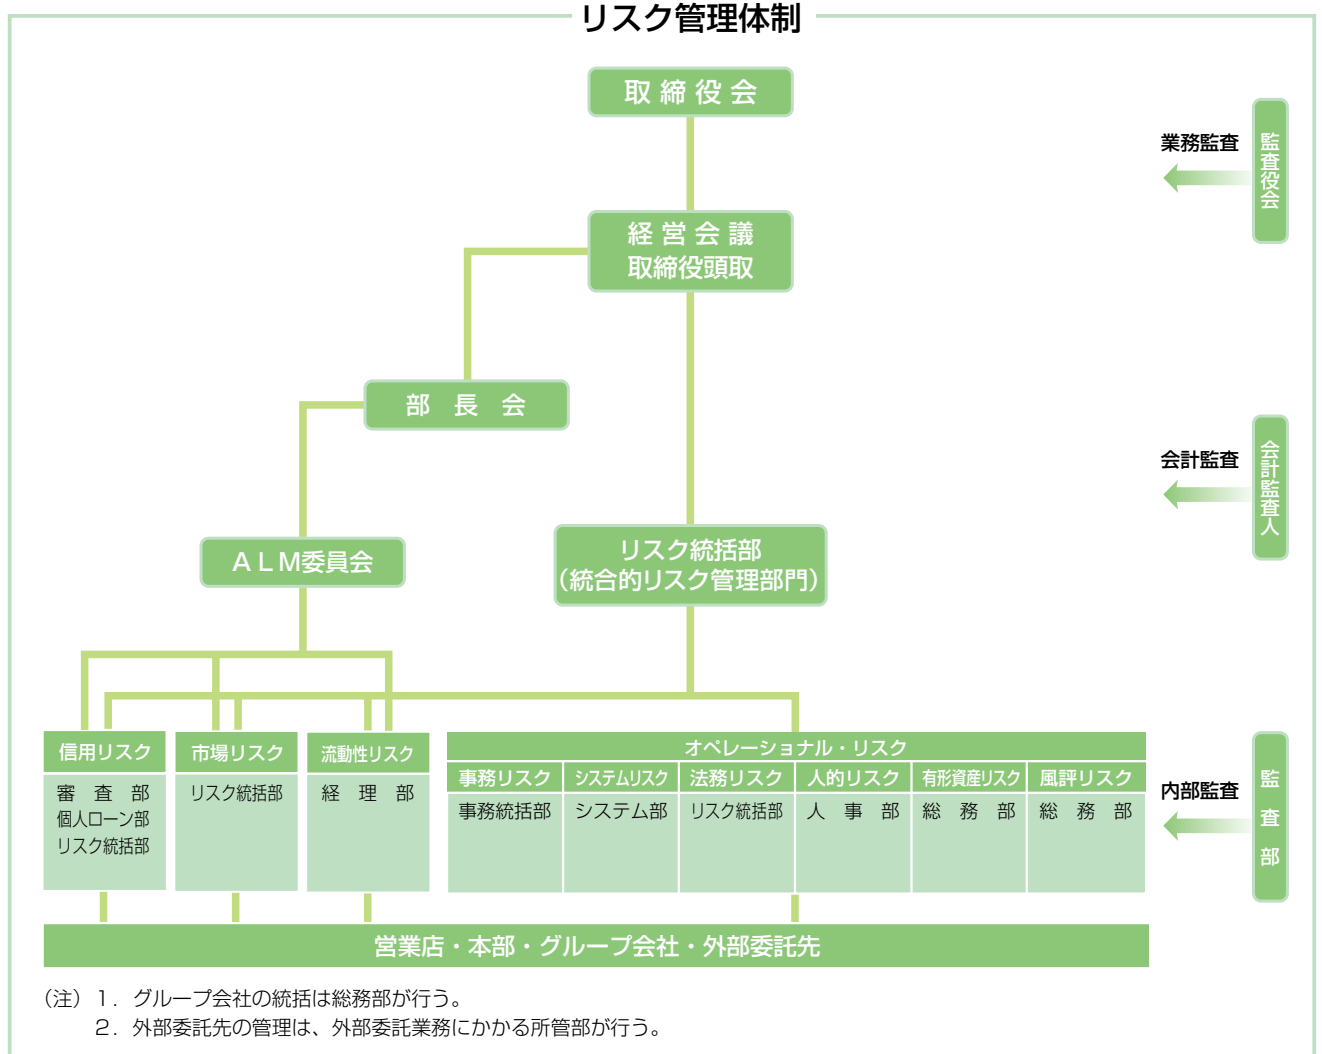 リスク管理体制
取締役会
業務監査
監査役会
経営会議
取締役頭取
部長会
会計監査
会計監査人
ALM委員会
リスク統括部
（統合的リスク管理部門）
信用リスク
審査部
個人ローン部
リスク統括部
市場リスク
リスク統括部
流動性リスク
経理部
オペレーショナル・リスク
事務リスク
事務統括部
システムリスク
システム部
法務リスク
リスク統括部
人的リスク
人事部
有形資産リスク
総務部
風評リスク
総務部
内部監査
監査部
営業店・本部・グループ会社・外部委託先
（注）1．グループ会社の統括は総務部が行う。
2．外部委託先の管理は、外部委託業務にかかる所管部が行う。